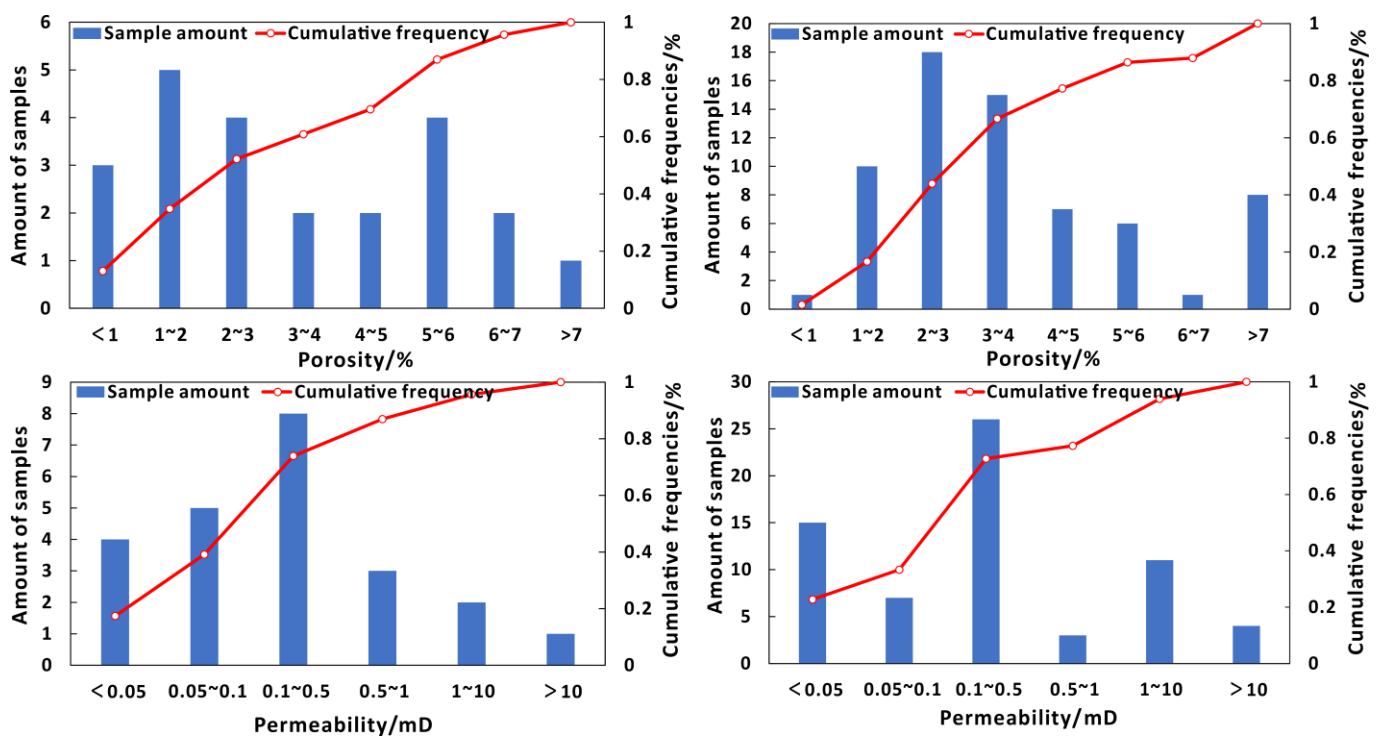 Sample amount Cumulative frequency
Amount of samples
6
5
4
3
2
1
0
1
0.8
0.6
0.4
0.2
0
Cumulative frequencies/%
<1 1~2 2~3 3~4 4~5 5~6 6~7 >7
Porosity/%
Sample amount Cumulative frequency
Amount of samples
20
18
16
14
12
10
8
6
4
2
0
1
0.8
0.6
0.4
0.2
0
Cumulative frequencies/%
<1 1~2 2~3 3~4 4~5 5~6 6~7 >7
Porosity/%
Sample amount Cumulative frequency
Amount of samples
9
8
7
6
5
4
3
2
1
0
1
0.8
0.6
0.4
0.2
0
Cumulative frequencies/%
<0.05 0.05~0.1 0.1~0.5 0.5~1 1~10 >10
Permeability/mD
Sample amount Cumulative frequency
Amount of samples
30
25
20
15
10
5
0
1
0.8
0.6
0.4
0.2
0
Cumulative frequencies/%
<0.05 0.05~0.1 0.1~0.5 0.5~1 1~10 >10
Permeability/mD